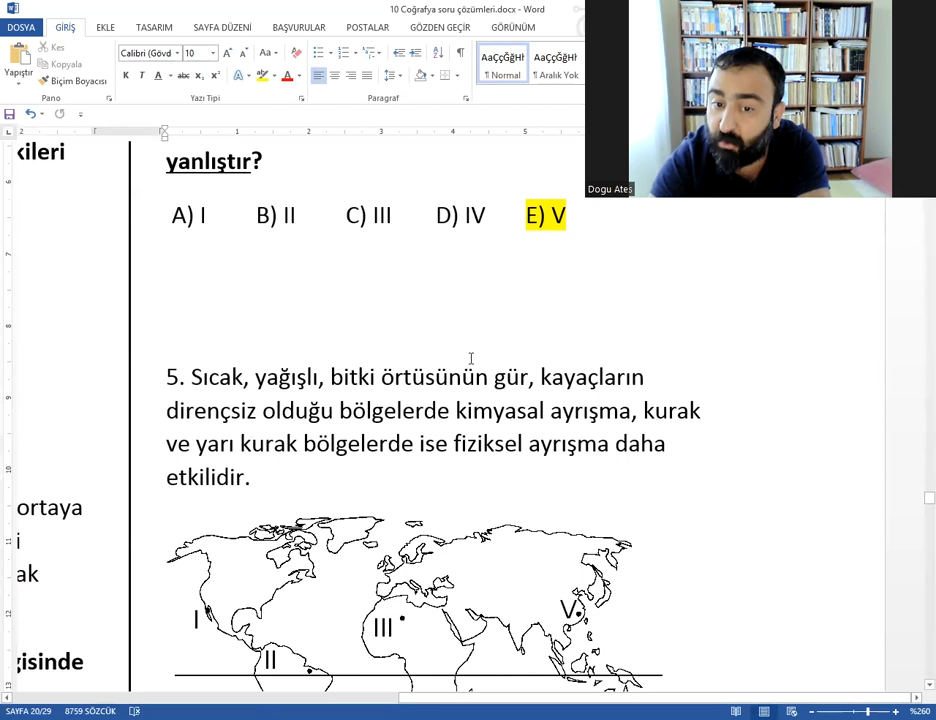 10 Coğrafya soru çözümleri.docx - Word
DOSYA GİRİŞ EKLE TASARIM SAYFA DÜZENİ BAŞVURULAR POSTALAR GÖZDEN GEÇİR GÖRÜNÜM
Yapıştır
Kes
Kopyala
Biçim Boyacısı
Pano
Calibri (Gövd 10
Yazı Tipi
Paragraf
AaÇçĞğHł AaÇçĞğHł
¶ Normal ¶ Aralık Yok
Dogu Ates
kileri
ortaya
i
ak
gisinde
yanlıştır?
A) I B) II C) III D) IV E) V
5. Sıcak, yağışlı, bitki örtüsünün gür, kayaçların
dirençsiz olduğu bölgelerde kimyasal ayrışma, kurak
ve yarı kurak bölgelerde ise fiziksel ayrışma daha
etkilidir.
I
II
III
V
SAYFA 20/29 8759 SÖZCÜK
%260